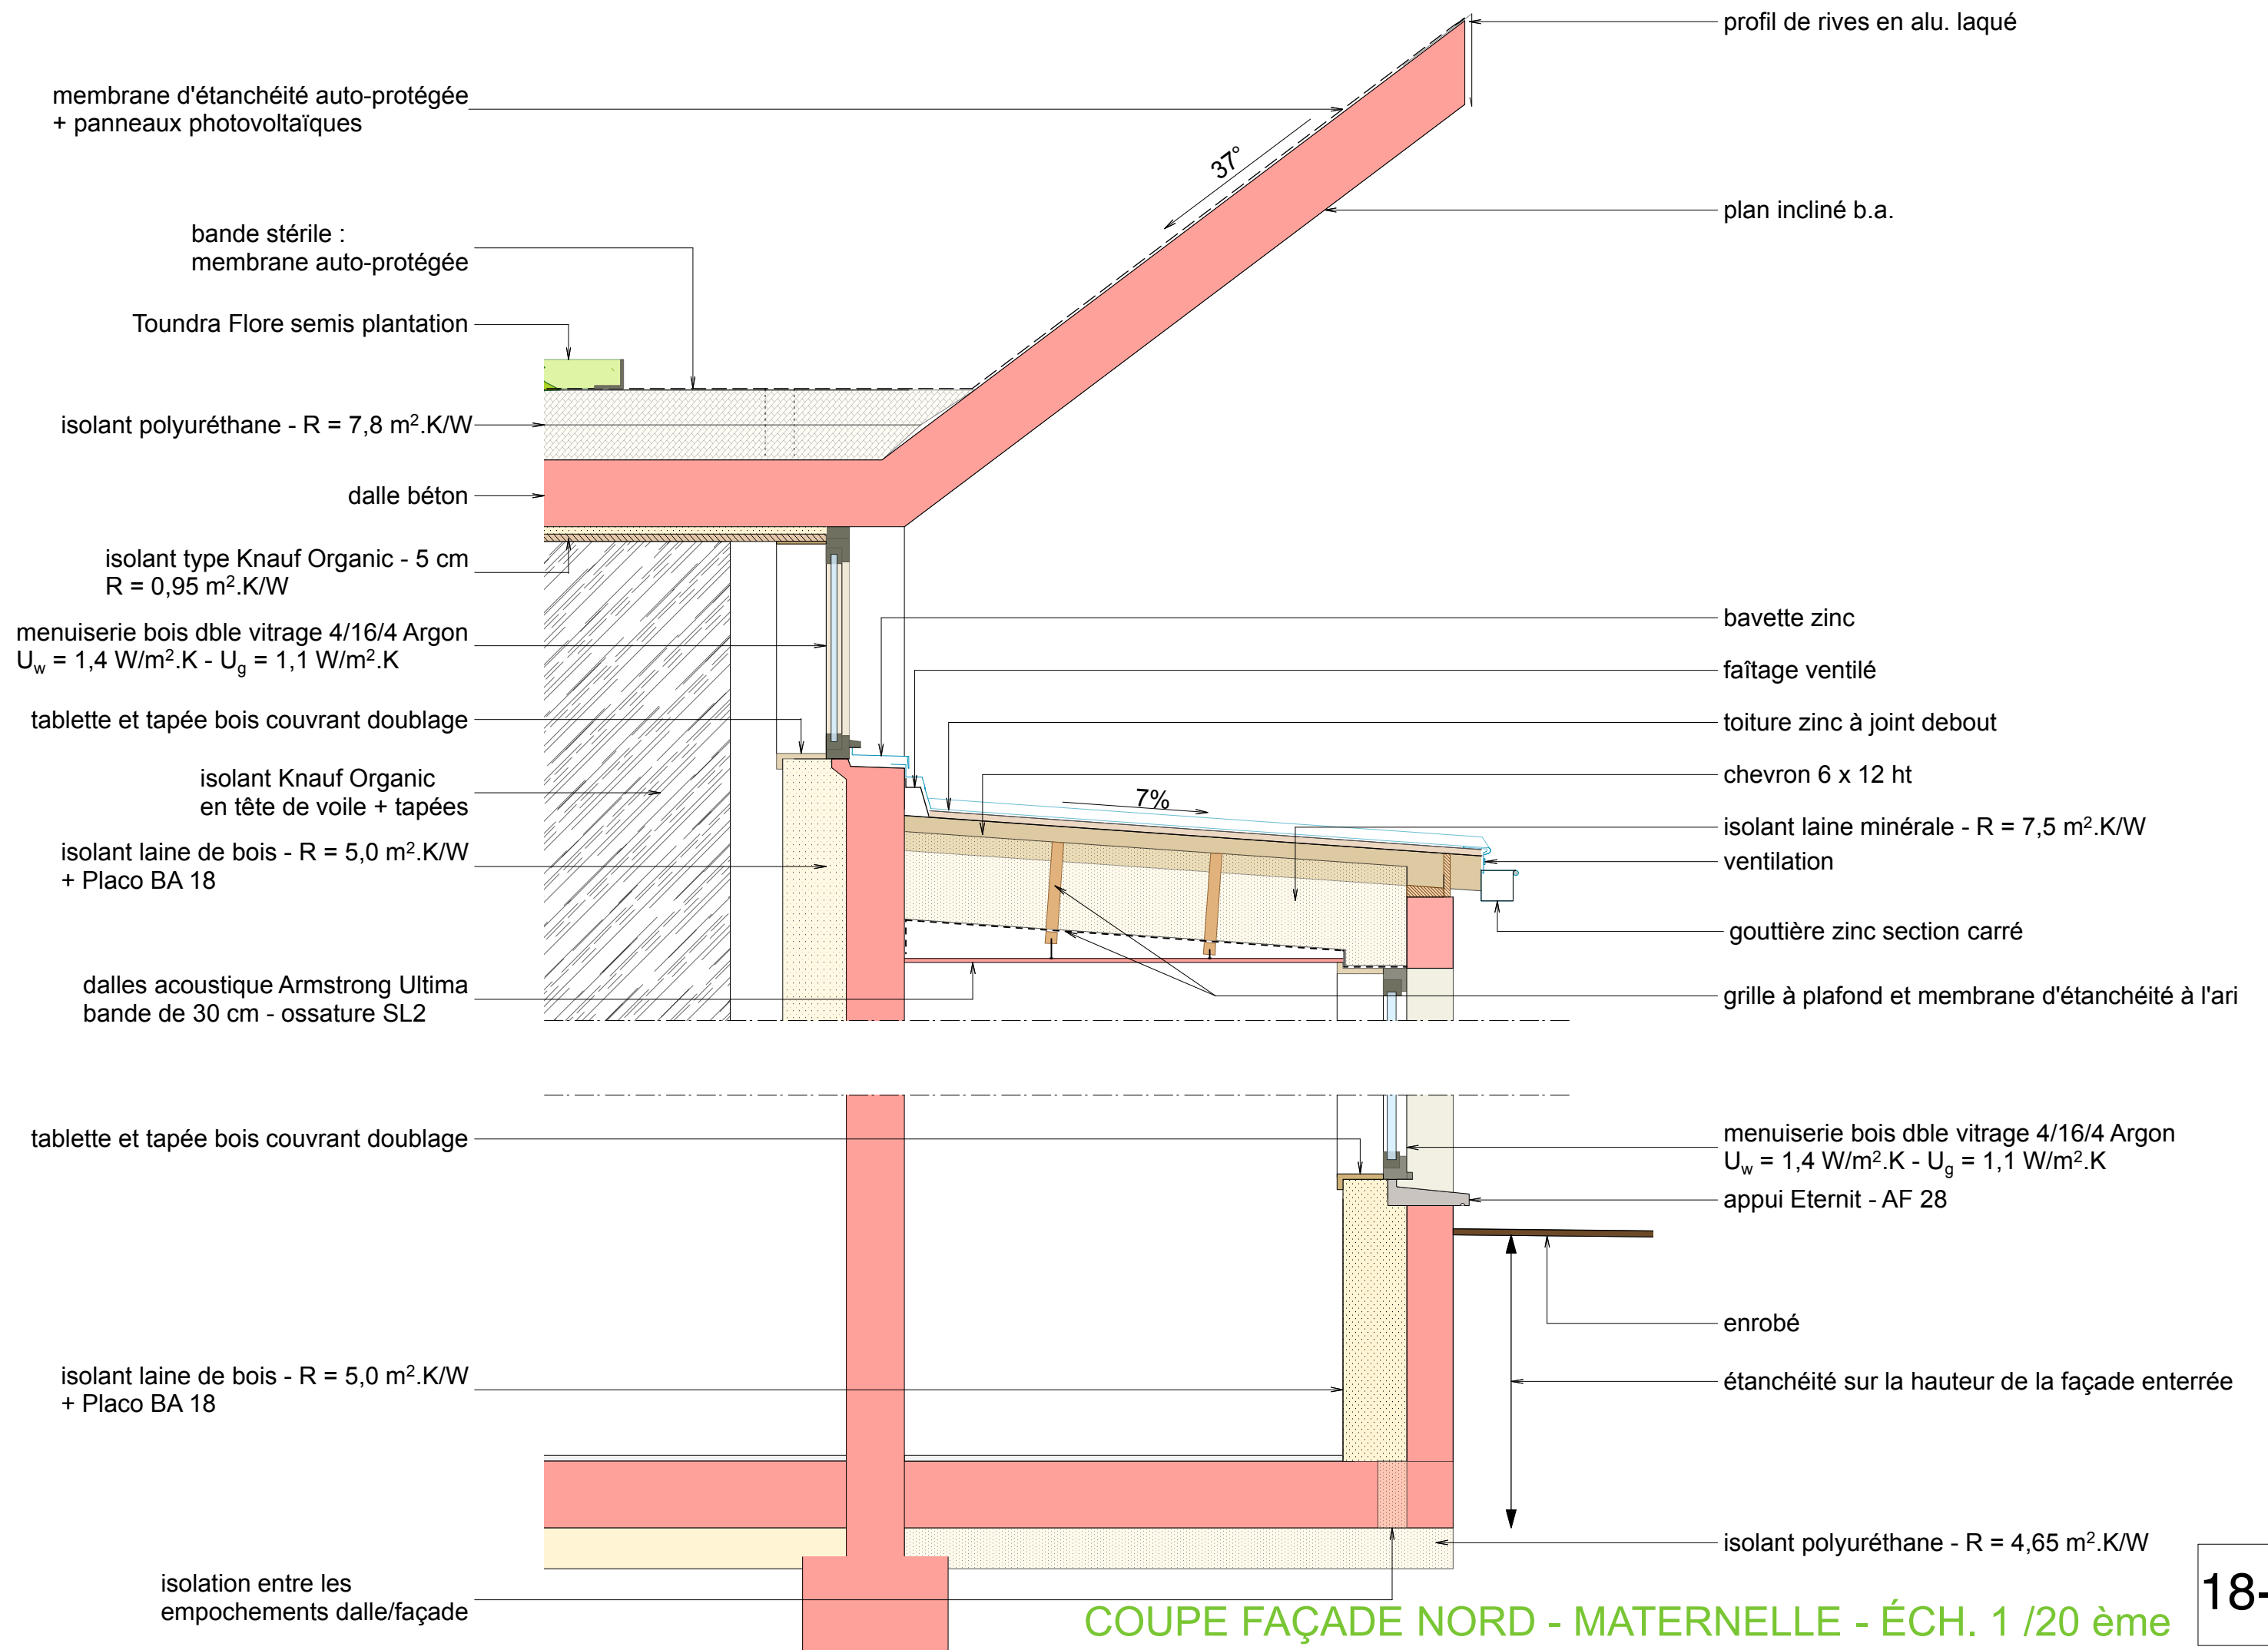 profil de rives en alu. laqué
membrane d'étanchéité auto-protégée
+ panneaux photovoltaïques
37°
plan incliné b.a.
bande stérile :
membrane auto-protégée
Toundra Flore semis plantation
isolant polyuréthane - R = 7,8 m².K/W
dalle béton
isolant type Knauf Organic - 5 cm
R = 0,95 m².K/W
menuiserie bois dble vitrage 4/16/4 Argon
Uw = 1,4 W/m².K - Ug = 1,1 W/m².K
tablette et tapée bois couvrant doublage
isolant Knauf Organic
en tête de voile + tapées
isolant laine de bois - R = 5,0 m².K/W
+ Placo BA 18
dalles acoustique Armstrong Ultima
bande de 30 cm - ossature SL2
bavette zinc
faîtage ventilé
toiture zinc à joint debout
chevron 6 x 12 ht
7%
isolant laine minérale - R = 7,5 m².K/W
ventilation
gouttière zinc section carré
grille à plafond et membrane d'étanchéité à l'ari
tablette et tapée bois couvrant doublage
menuiserie bois dble vitrage 4/16/4 Argon
Uw = 1,4 W/m².K - Ug = 1,1 W/m².K
appui Eternit - AF 28
enrobé
isolant laine de bois - R = 5,0 m².K/W
+ Placo BA 18
étanchéité sur la hauteur de la façade enterrée
isolant polyuréthane - R = 4,65 m².K/W
isolation entre les
empochements dalle/façade
COUPE FAÇADE NORD - MATERNELLE - ÉCH. 1 /20 ème
18-